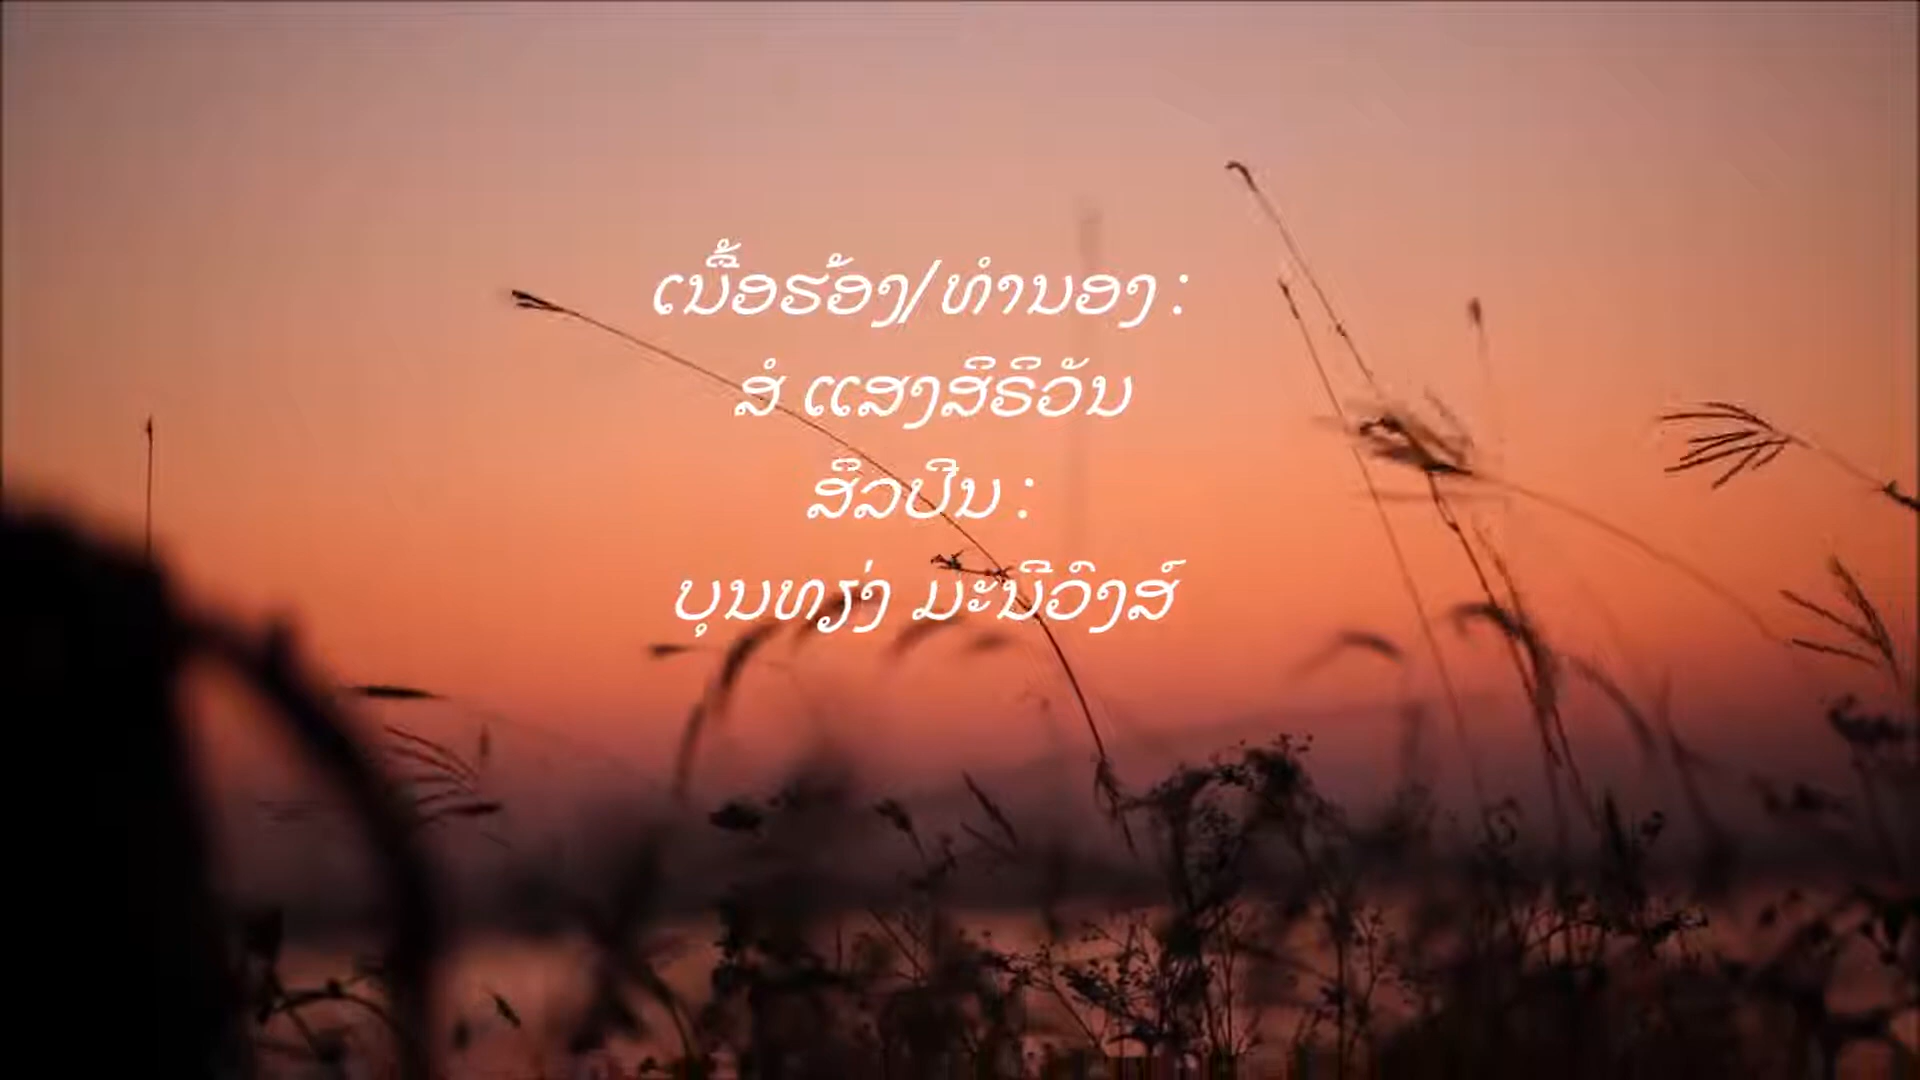 ເນື້ອຮ້ອງ/ທຳນອງ :
ສໍ ແສງສິຣິວັນ
ສິລປິນ :
ບຸນທຽ່ງ ມະນີວົງສ໌